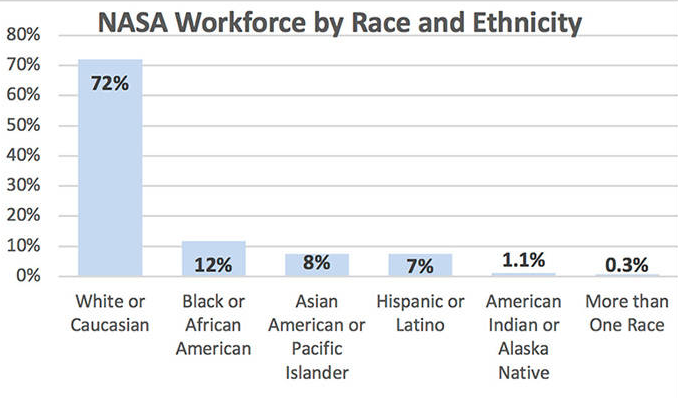 NASA Workforce by Race and Ethnicity
80%
70%
60%
50%
40%
30%
20%
10%
0%
72%
12%
8%
7%
1.1%
0.3%
White or
Caucasian
Black or
African
American
Asian
American or
Pacific
Islander
Hispanic or
Latino
American
Indian or
Alaska
Native
More than
One Race